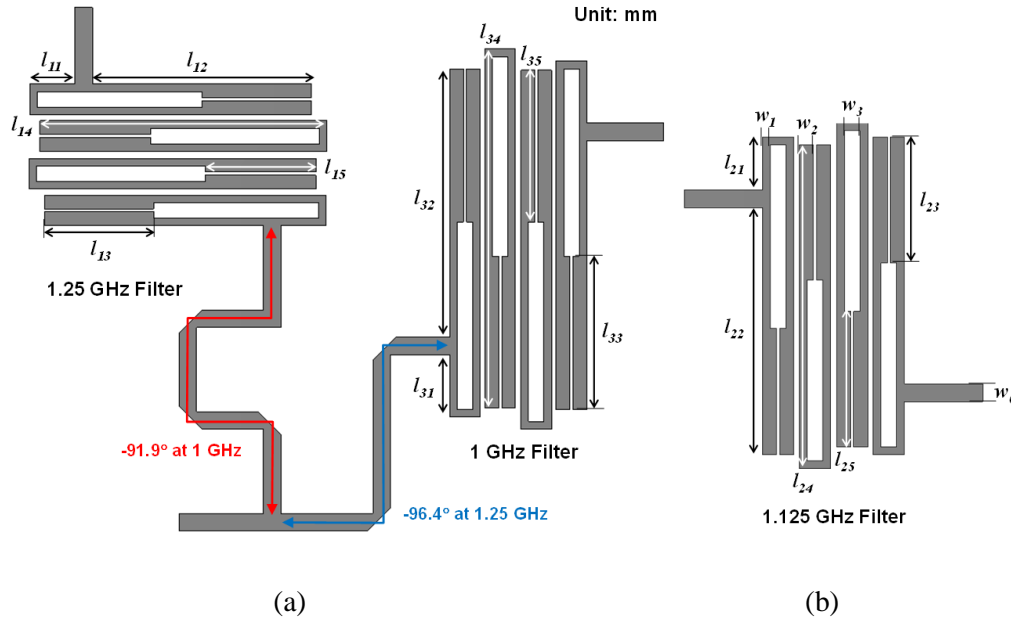 Unit: mm
l11
l12
l14
l15
l13
1.25 GHz Filter
-91.9° at 1 GHz
-96.4° at 1.25 GHz
l34
l35
l32
l33
l31
1 GHz Filter
w1
w2
w3
l21
l23
l22
l24
l25
1.125 GHz Filter
(a)
(b)